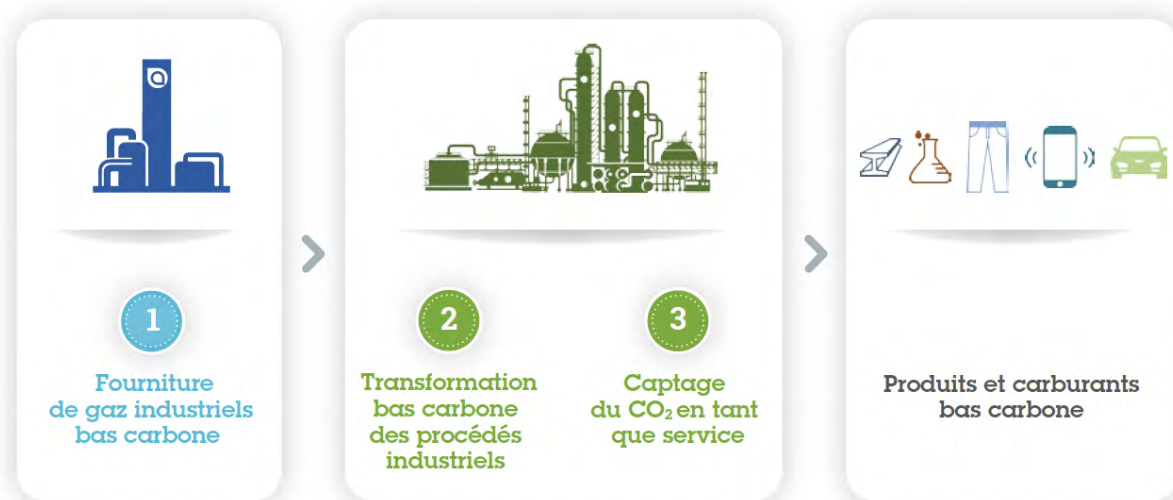 1
Fourniture
de gaz industriels
bas carbone
2
Transformation
bas carbone
des procédés
industriels
3
Captage
du CO₂ en tant
que service
Produits et carburants
bas carbone